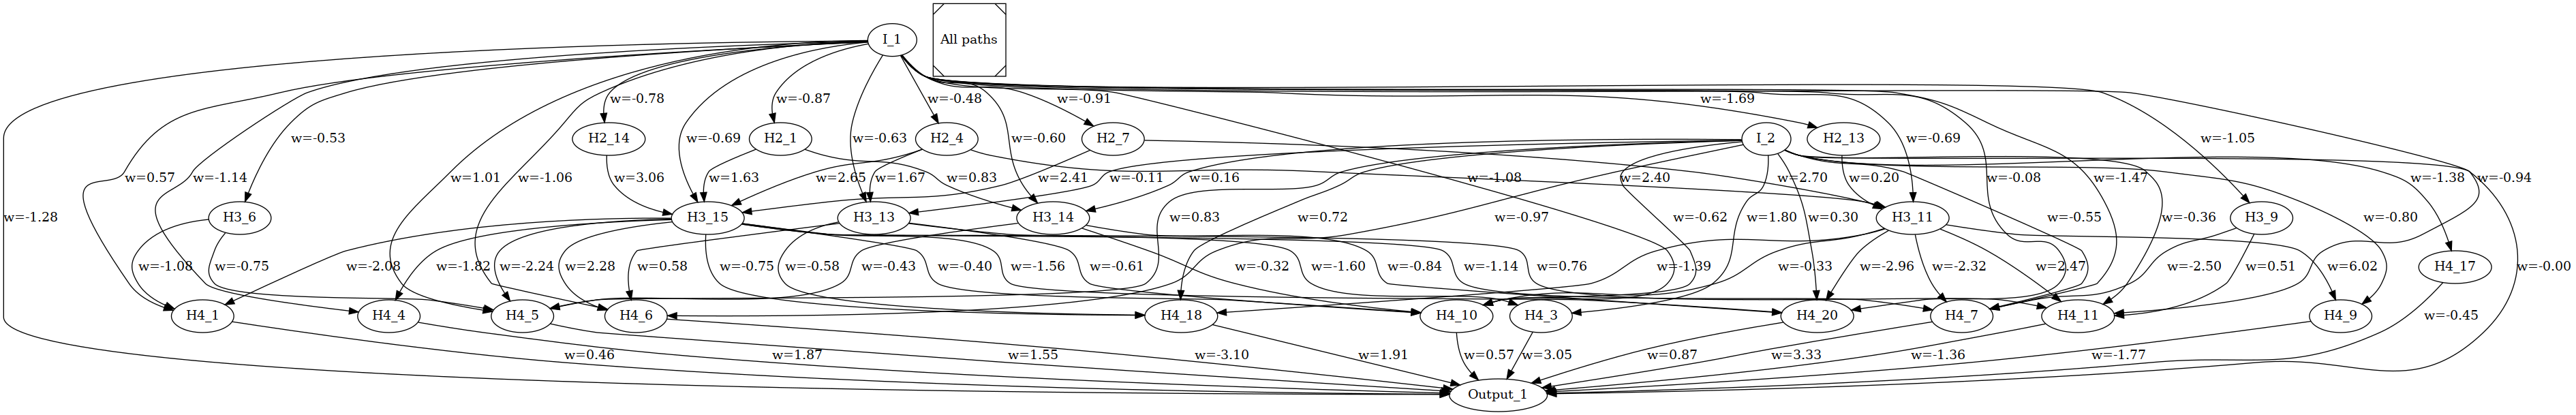 I_1
All paths
w=-0.78
w=-0.87
w=-0.48
w=-0.91
w=-1.69
w=-0.53
H2_14
w=-0.69
H2_1
w=-0.63
H2_4
w=-0.60
H2_7
I_2
H2_13
w=-0.69
w=-1.05
w=0.57
w=-1.14
w=1.01
w=-1.06
w=3.06
w=1.63
w=2.65
w=1.67
w=0.83
w=2.41
w=-0.11
w=0.16
w=-1.08
w=2.40
w=2.70
w=0.20
w=-0.08
w=-1.47
w=-1.38
w=-0.94
w=-1.28
H3_6
H3_15
H3_13
H3_14
w=0.83
w=0.72
w=-0.97
w=-0.62
w=1.80
w=0.30
H3_11
w=-0.55
w=-0.36
H3_9
w=-0.80
w=-1.08
w=-0.75
w=-2.08
w=-1.82
w=-2.24
w=2.28
w=0.58
w=-0.75
w=-0.58
w=-0.43
w=-0.40
w=-1.56
w=-0.61
w=-0.32
w=-1.60
w=-0.84
w=-1.14
w=0.76
w=-1.39
w=-0.33
w=-2.96
w=-2.32
w=2.47
w=-2.50
w=0.51
w=6.02
H4_17
w=-0.00
H4_1
H4_4
H4_5
H4_6
H4_18
H4_10
H4_3
H4_20
H4_7
H4_11
H4_9
w=-0.45
w=0.46
w=1.87
w=1.55
w=-3.10
w=1.91
w=0.57
w=3.05
w=0.87
w=3.33
w=-1.36
w=-1.77
Output_1